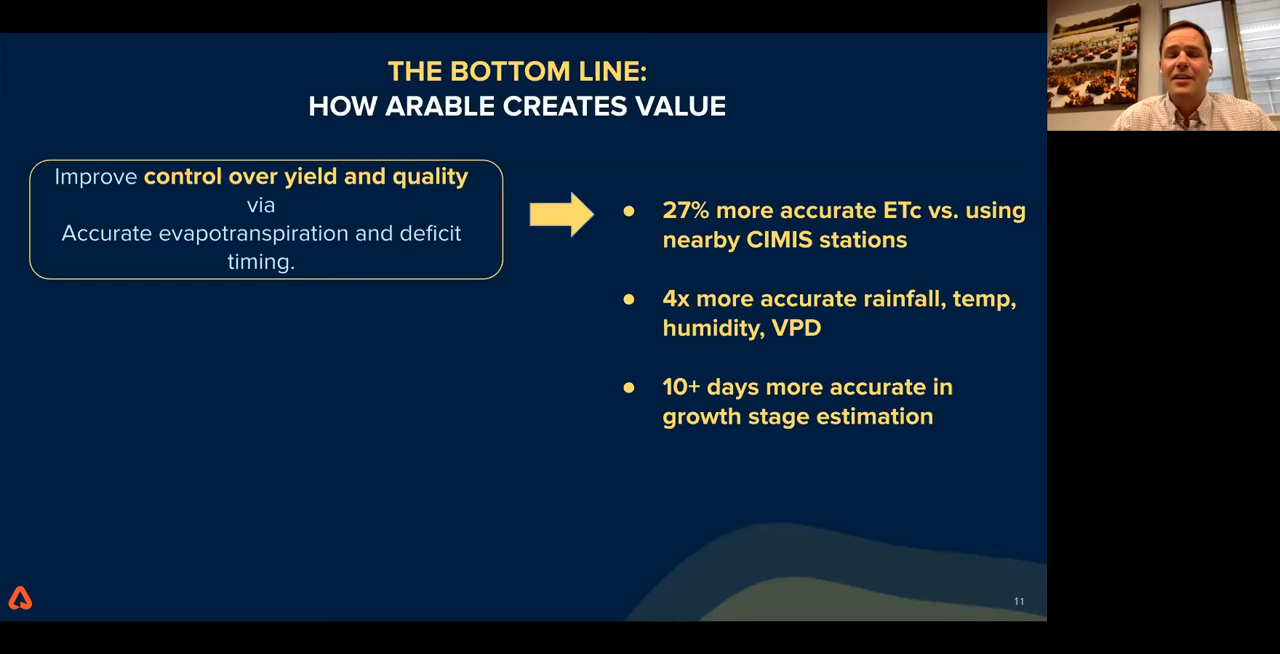 THE BOTTOM LINE:
HOW ARABLE CREATES VALUE
Improve control over yield and quality
via
Accurate evapotranspiration and deficit
timing.
● 27% more accurate ETc vs. using
nearby CIMIS stations
● 4x more accurate rainfall, temp,
humidity, VPD
● 10+ days more accurate in
growth stage estimation
11